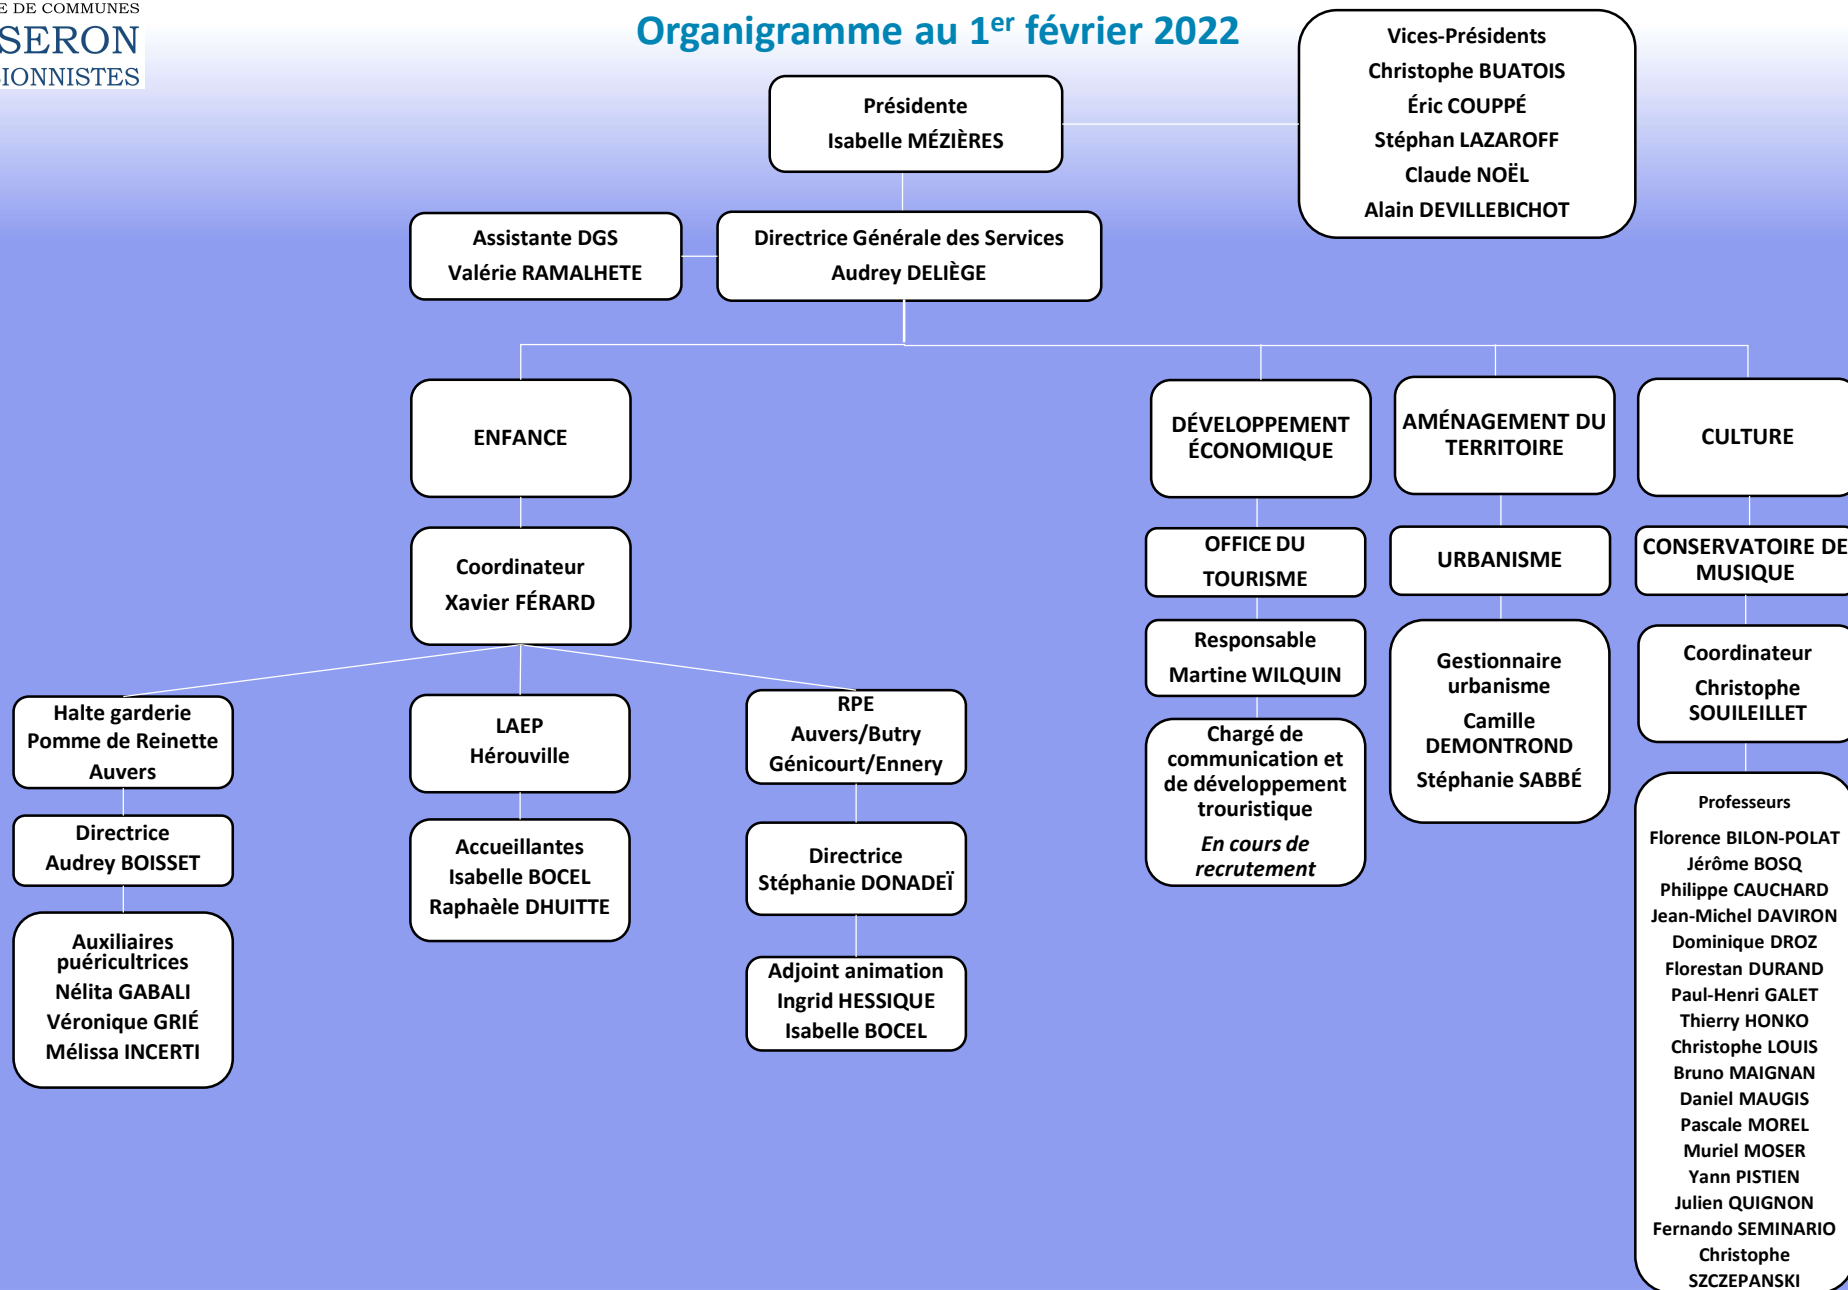 E DE COMMUNES
SERON
IONNISTES
Organigramme au 1er février 2022
Vices-Présidents
Christophe BUATOIS
Éric COUPPÉ
Stéphan LAZAROFF
Claude NOËL
Alain DEVILLEBICHOT
Présidente
Isabelle MÉZIÈRES
Assistante DGS
Valérie RAMALHETE
Directrice Générale des Services
Audrey DELIÈGE
ENFANCE
DÉVELOPPEMENT
ÉCONOMIQUE
AMÉNAGEMENT DU
TERRITOIRE
CULTURE
Coordinateur
Xavier FÉRARD
OFFICE DU
TOURISME
URBANISME
CONSERVATOIRE DE
MUSIQUE
Responsable
Martine WILQUIN
Gestionnaire
urbanisme
Camille
DEMONTROND
Stéphanie SABBÉ
Coordinateur
Christophe
SOUILEILLET
Halte garderie
Pomme de Reinette
Auvers
LAEP
Hérouville
RPE
Auvers/Butry
Génicourt/Ennery
Chargé de
communication et
de développement
trouristique
En cours de
recrutement
Directrice
Audrey BOISSET
Accueillantes
Isabelle BOCEL
Raphaèle DHUITTE
Directrice
Stéphanie DONADEÏ
Auxiliaires
puéricultrices
Nélita GABALI
Véronique GRIÉ
Mélissa INCERTI
Adjoint animation
Ingrid HESSIQUE
Isabelle BOCEL
Professeurs
Florence BILON-POLAT
Jérôme BOSQ
Philippe CAUCHARD
Jean-Michel DAVIRON
Dominique DROZ
Florestan DURAND
Paul-Henri GALET
Thierry HONKO
Christophe LOUIS
Bruno MAIGNAN
Daniel MAUGIS
Pascale MOREL
Muriel MOSER
Yann PISTIEN
Julien QUIGNON
Fernando SEMINARIO
Christophe
SZCZEPANSKI